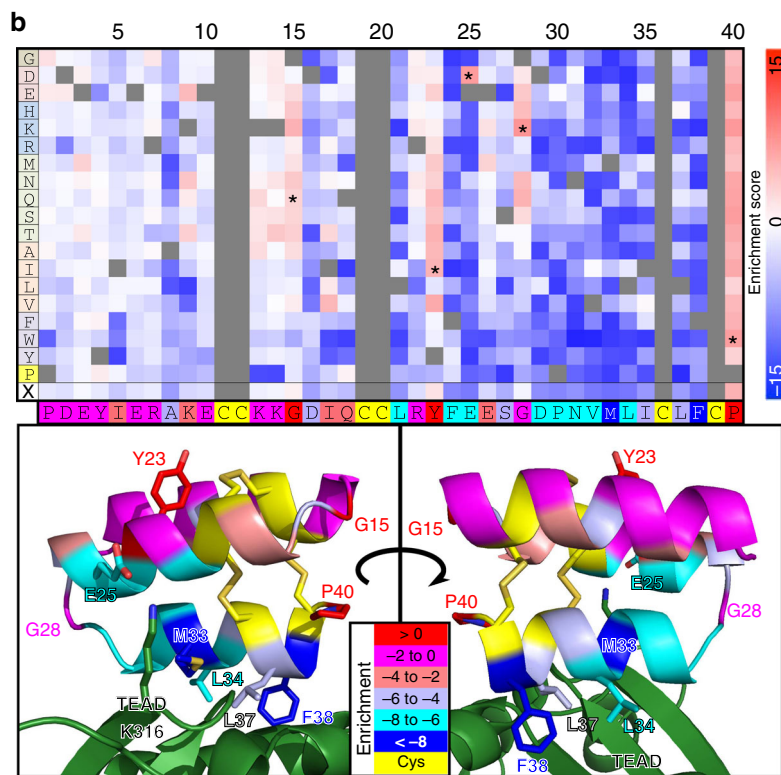 b
5 10 15 20 25 30 35 40
G
D
E
H
K
R
M
N
Q
S
T
A
I
L
V
F
W
Y
P
X
*
*
*
*
*
15
0
−15
Enrichment score
PDEYIERAKECCKKGDIQCCLRYFEESGDPNVMLICLFCP
Y23
G15
E25
P40
G28
M33
L34
TEAD
K316
L37
F38
Y23
G15
E25
P40
G28
M33
L37
L34
F38
TEAD
Enrichment
> 0
−2 to 0
−4 to −2
−6 to −4
−8 to −6
< −8
Cys